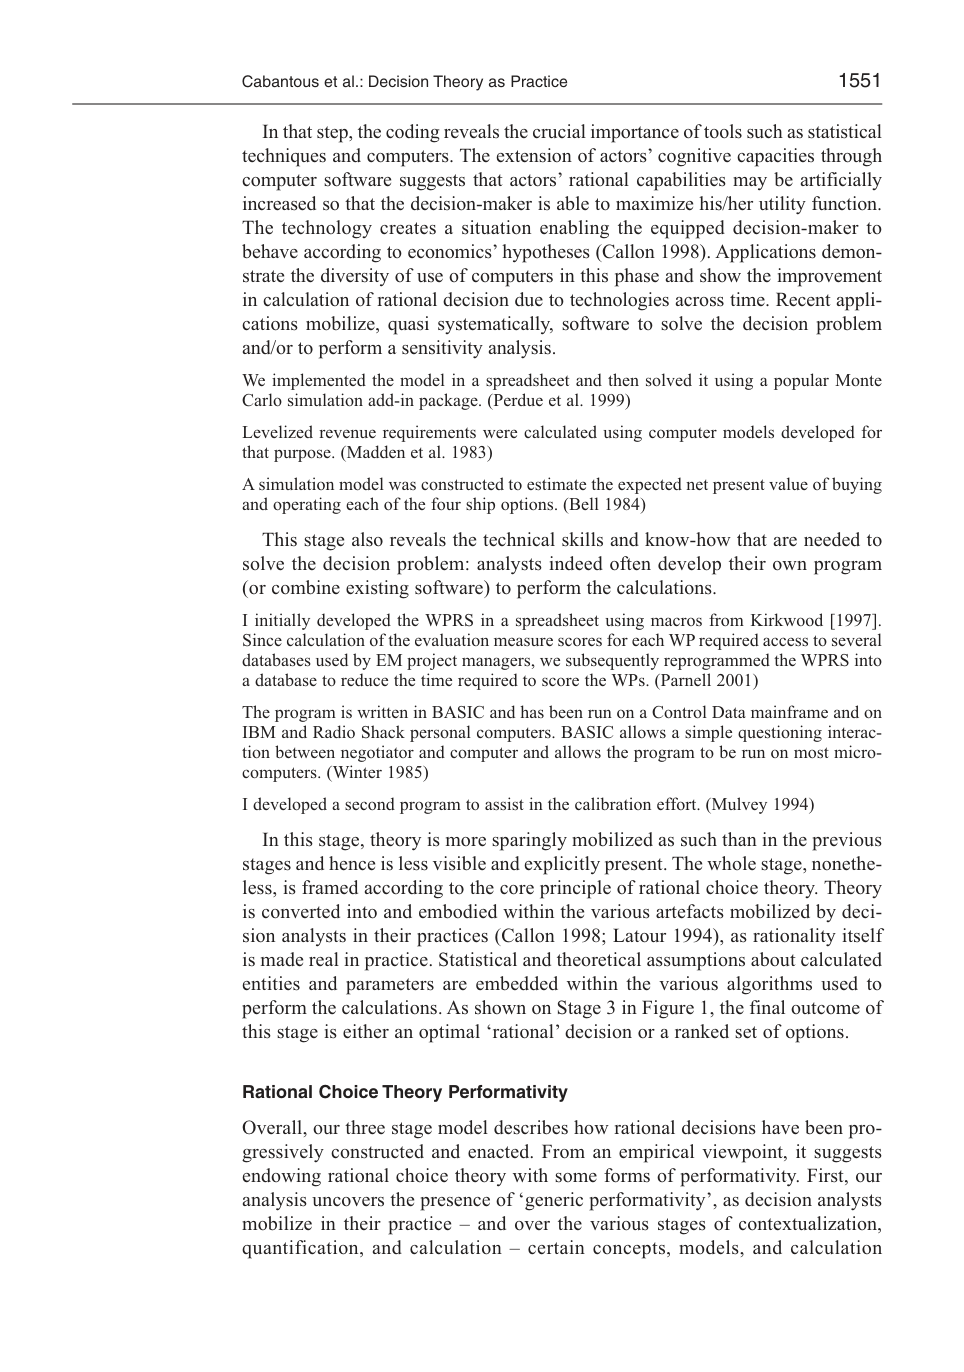 Cabantous et al.: Decision Theory as Practice 1551
In that step, the coding reveals the crucial importance of tools such as statistical
techniques and computers. The extension of actors’ cognitive capacities through
computer software suggests that actors’ rational capabilities may be artificially
increased so that the decision-maker is able to maximize his/her utility function.
The technology creates a situation enabling the equipped decision-maker to
behave according to economics’ hypotheses (Callon 1998). Applications demon-
strate the diversity of use of computers in this phase and show the improvement
in calculation of rational decision due to technologies across time. Recent appli-
cations mobilize, quasi systematically, software to solve the decision problem
and/or to perform a sensitivity analysis.
We implemented the model in a spreadsheet and then solved it using a popular Monte
Carlo simulation add-in package. (Perdue et al. 1999)
Levelized revenue requirements were calculated using computer models developed for
that purpose. (Madden et al. 1983)
A simulation model was constructed to estimate the expected net present value of buying
and operating each of the four ship options. (Bell 1984)
This stage also reveals the technical skills and know-how that are needed to
solve the decision problem: analysts indeed often develop their own program
(or combine existing software) to perform the calculations.
I initially developed the WPRS in a spreadsheet using macros from Kirkwood [1997].
Since calculation of the evaluation measure scores for each WP required access to several
databases used by EM project managers, we subsequently reprogrammed the WPRS into
a database to reduce the time required to score the WPs. (Parnell 2001)
The program is written in BASIC and has been run on a Control Data mainframe and on
IBM and Radio Shack personal computers. BASIC allows a simple questioning interac-
tion between negotiator and computer and allows the program to be run on most micro-
computers. (Winter 1985)
I developed a second program to assist in the calibration effort. (Mulvey 1994)
In this stage, theory is more sparingly mobilized as such than in the previous
stages and hence is less visible and explicitly present. The whole stage, nonethe-
less, is framed according to the core principle of rational choice theory. Theory
is converted into and embodied within the various artefacts mobilized by deci-
sion analysts in their practices (Callon 1998; Latour 1994), as rationality itself
is made real in practice. Statistical and theoretical assumptions about calculated
entities and parameters are embedded within the various algorithms used to
perform the calculations. As shown on Stage 3 in Figure 1, the final outcome of
this stage is either an optimal ‘rational’ decision or a ranked set of options.
Rational Choice Theory Performativity
Overall, our three stage model describes how rational decisions have been pro-
gressively constructed and enacted. From an empirical viewpoint, it suggests
endowing rational choice theory with some forms of performativity. First, our
analysis uncovers the presence of ‘generic performativity’, as decision analysts
mobilize in their practice – and over the various stages of contextualization,
quantification, and calculation – certain concepts, models, and calculation